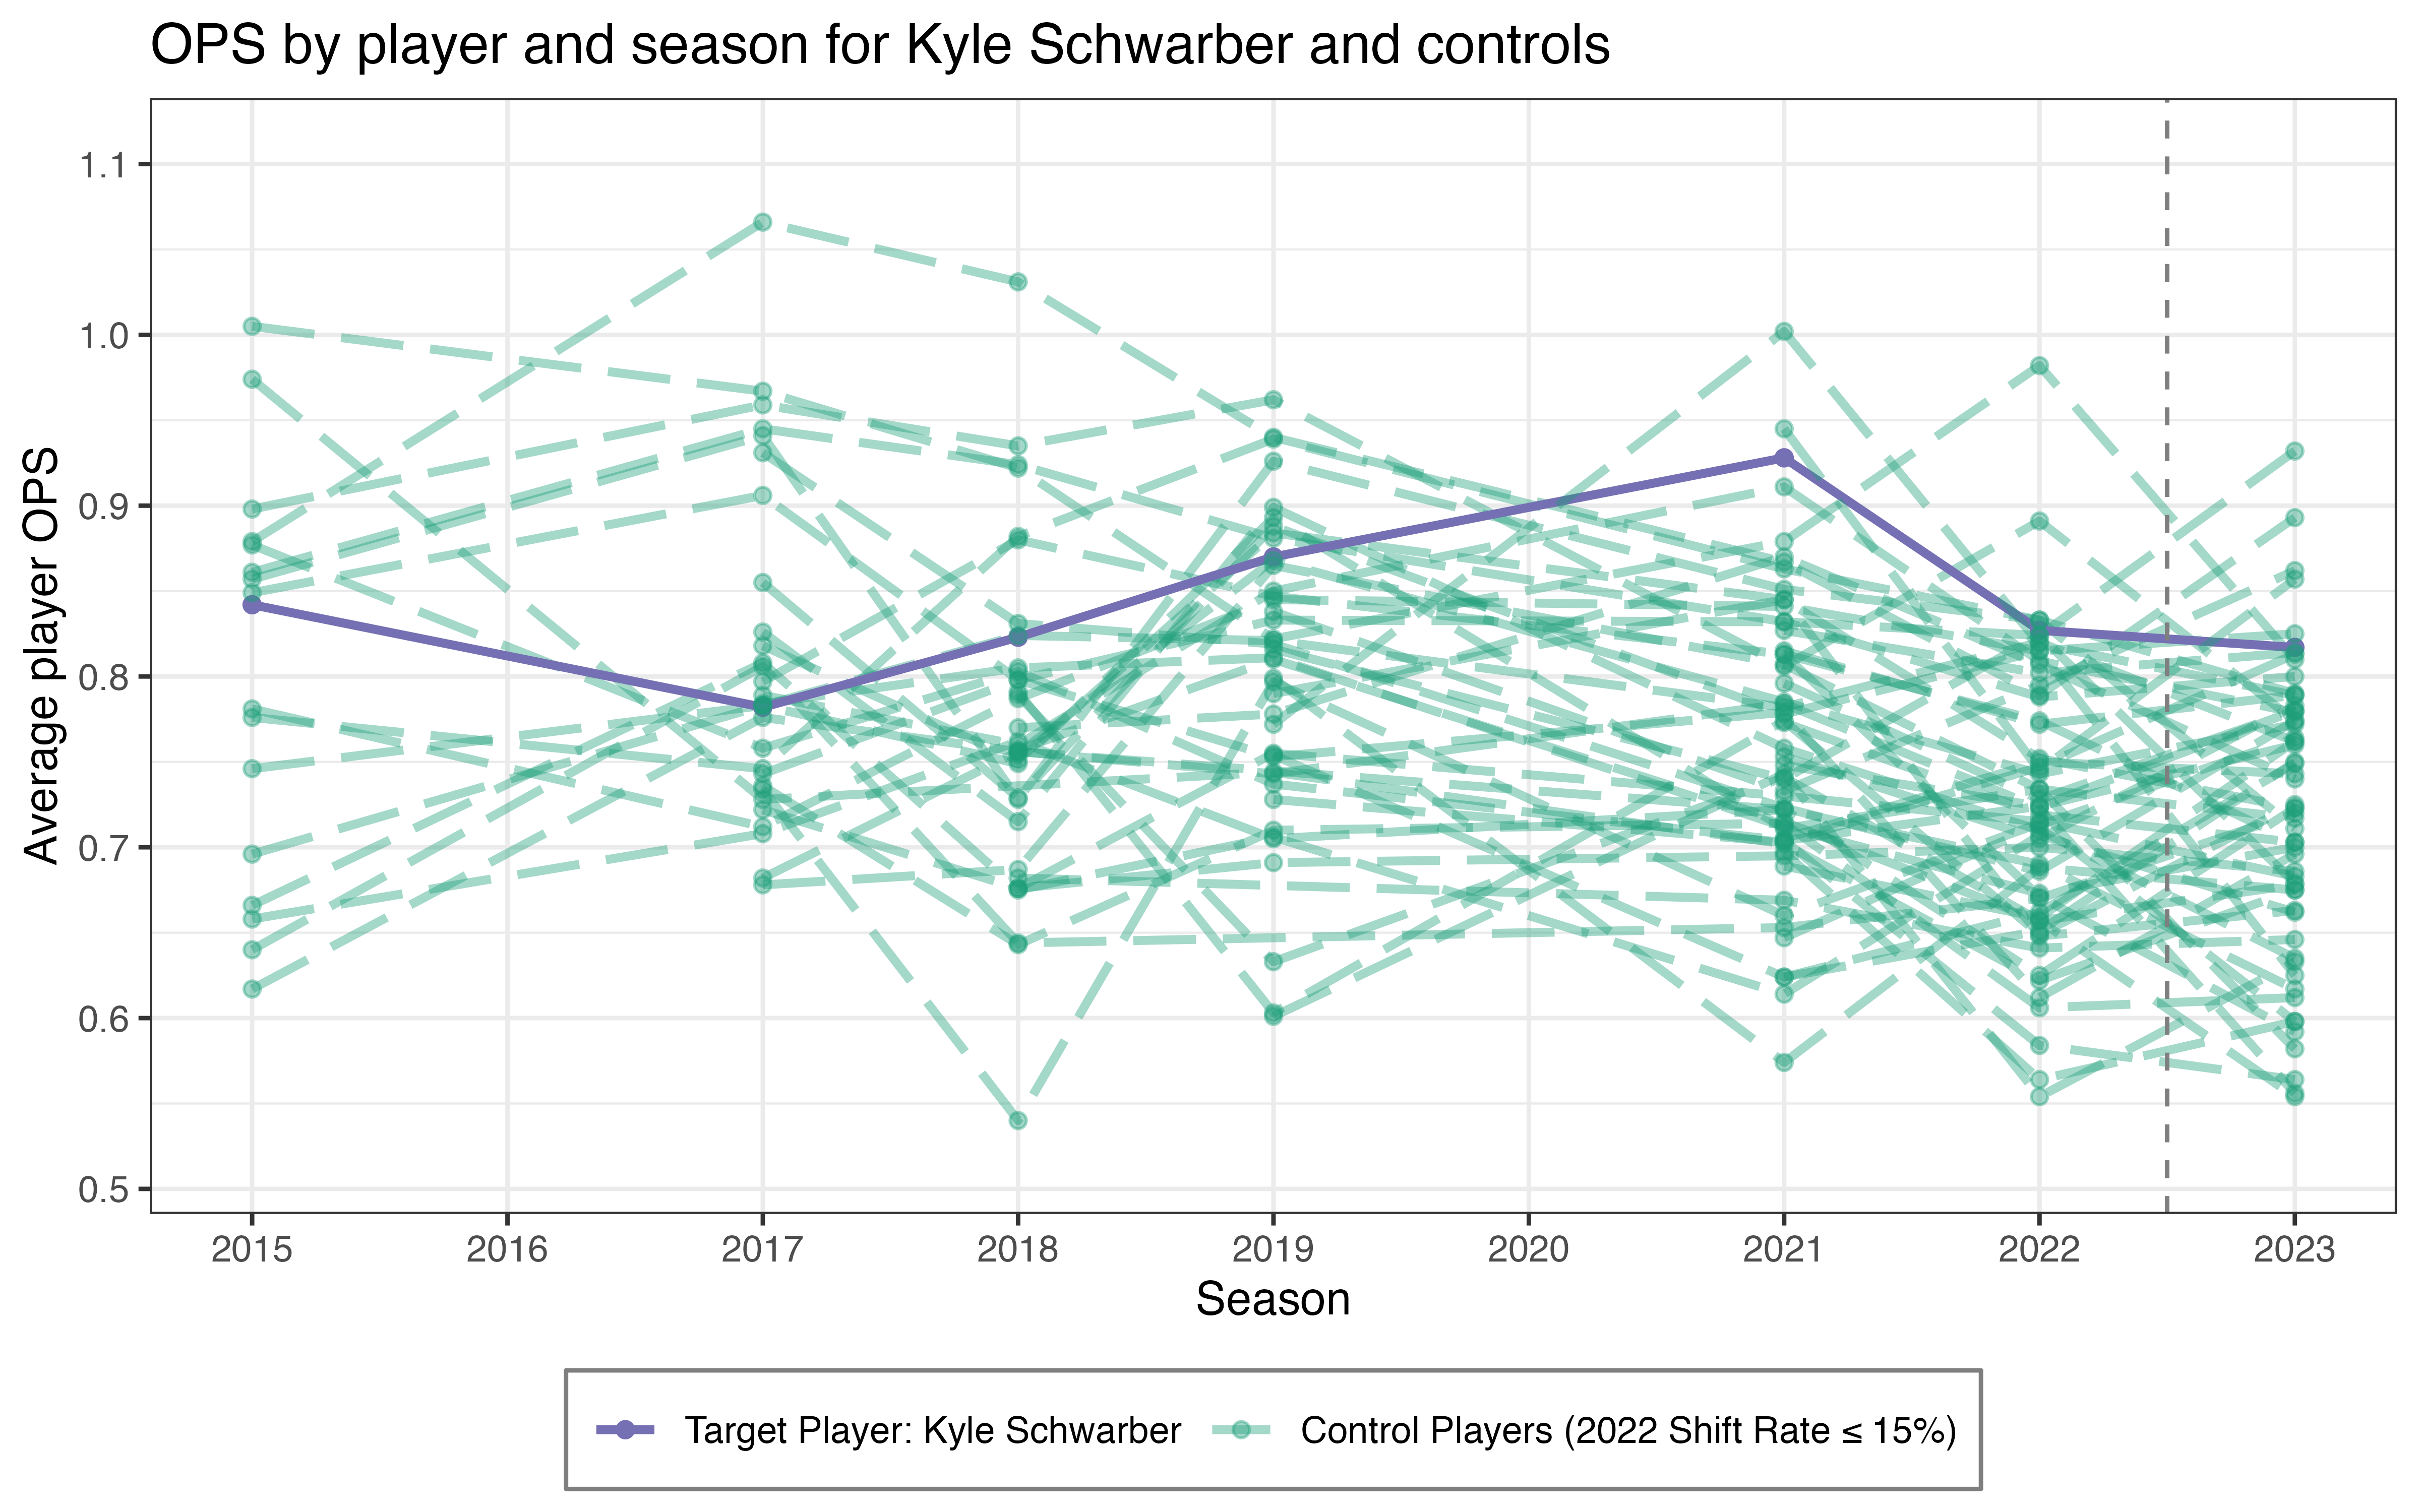 OPS by player and season for Kyle Schwarber and controls
Average player OPS
1.1
1.0
0.9
0.8
0.7
0.6
0.5
2015 2016 2017 2018 2019 2020 2021 2022 2023
Season
Target Player: Kyle Schwarber Control Players (2022 Shift Rate ≤ 15%)